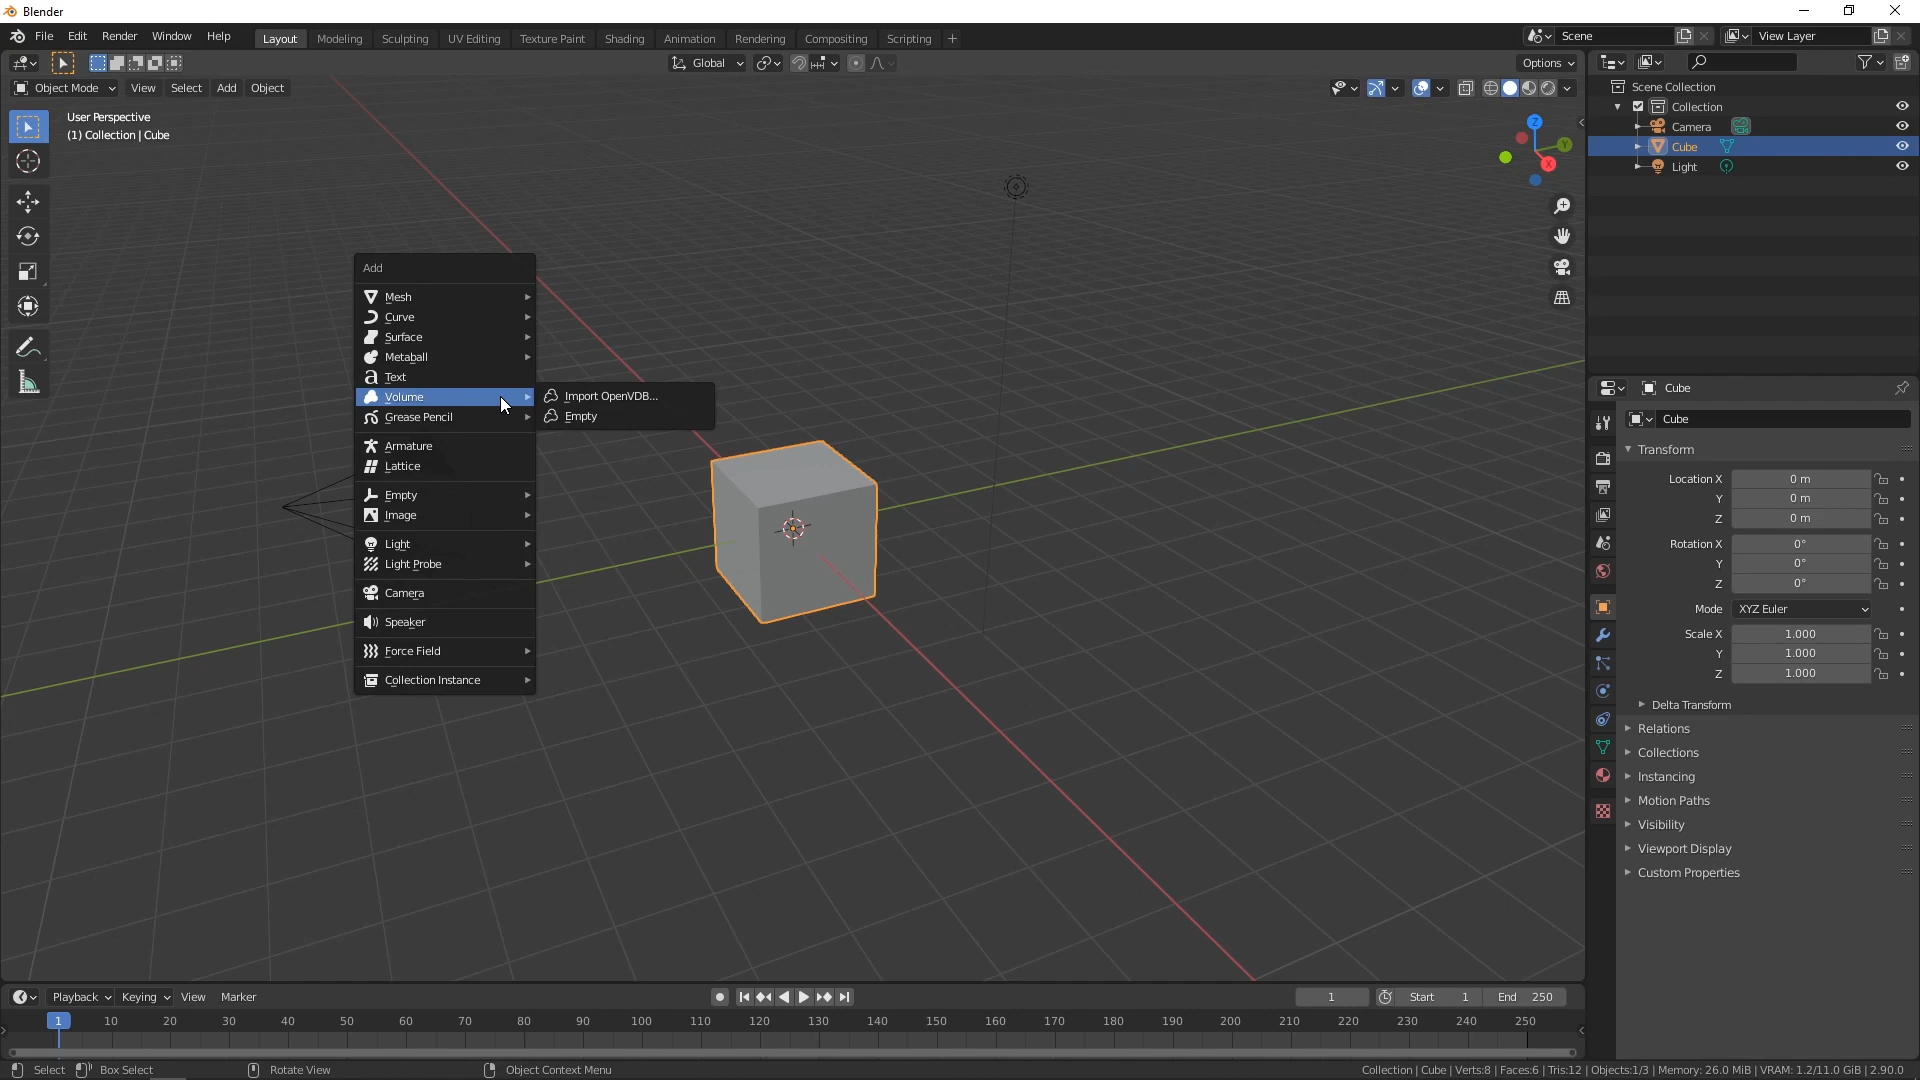 Blender
File Edit Render Window Help
Layout Modeling Sculpting UV Editing Texture Paint Shading Animation Rendering Compositing Scripting +
Scene
View Layer
Global
Options
Object Mode View Select Add Object
User Perspective
(1) Collection | Cube
Z
Y
X
Add
Mesh
Curve
Surface
Metaball
Text
Volume
Import OpenVDB...
Empty
Grease Pencil
Armature
Lattice
Empty
Image
Light
Light Probe
Camera
Speaker
Force Field
Collection Instance
Scene Collection
Collection
Camera
Cube
Light
Cube
Cube
Transform
Location X 0 m
Y 0 m
Z 0 m
Rotation X 0°
Y 0°
Z 0°
Mode XYZ Euler
Scale X 1.000
Y 1.000
Z 1.000
Delta Transform
Relations
Collections
Instancing
Motion Paths
Visibility
Viewport Display
Custom Properties
Playback Keying View Marker
1 Start 1 End 250
1 10 20 30 40 50 60 70 80 90 100 110 120 130 140 150 160 170 180 190 200 210 220 230 240 250
Select Box Select Rotate View Object Context Menu
Collection | Cube | Verts:8 | Faces:6 | Tris:12 | Objects:1/3 | Memory: 26.0 MiB | VRAM: 1.2/11.0 GiB | 2.90.0